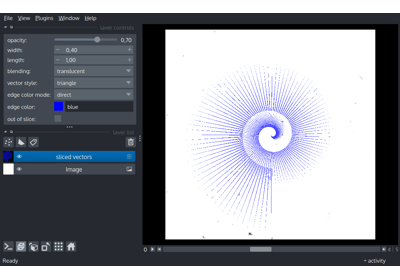 File View Plugins Window Help
layer controls
opacity: 0.70
width: − 0.40 +
length: − 1.00 +
blending: translucent
vector style: triangle
edge color mode: direct
edge color: blue
out of slice:
layer list
sliced vectors
Image
0
Ready
activity